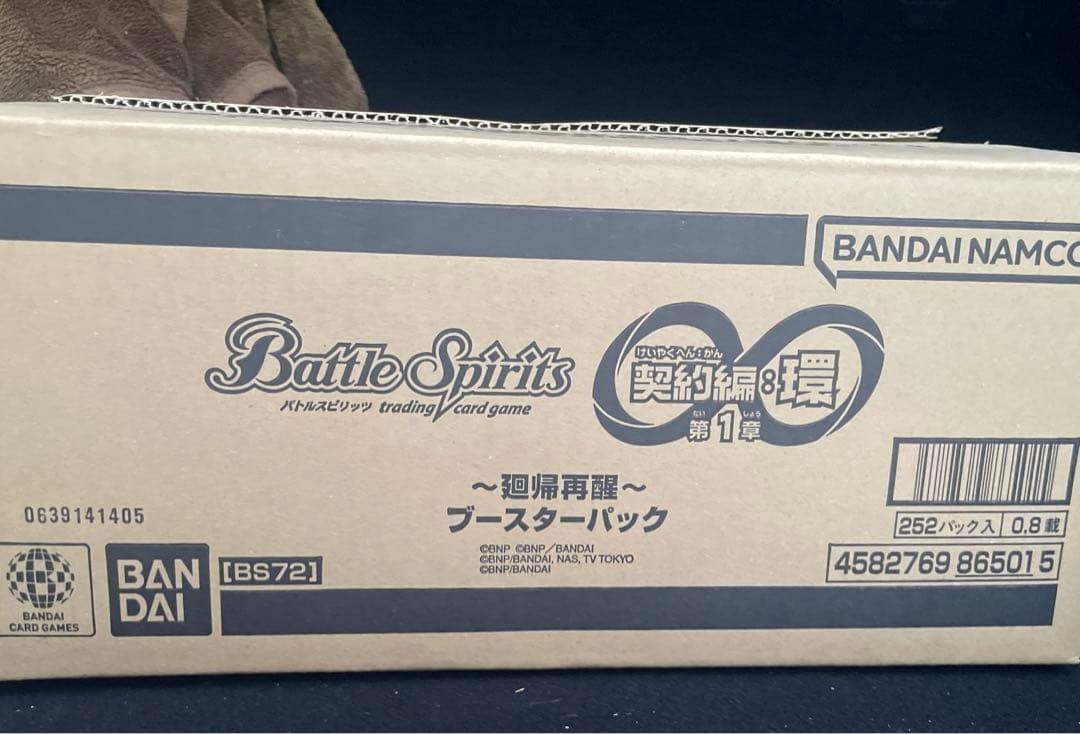 BANDAI NAMCO
Battle Spirits
バトルスピリッツ trading card game
けいやくへん:かん
契約編:環
だい しょう
第1章
〜廻帰再醒〜
ブースターパック
©BNP ©BNP/BANDAI
©BNP/BANDAI, NAS, TV TOKYO
©BNP/BANDAI
0639141405
252パック入 0.8載
4582769 865015
BANDAI
CARD GAMES
BAN
DAI
[BS72]